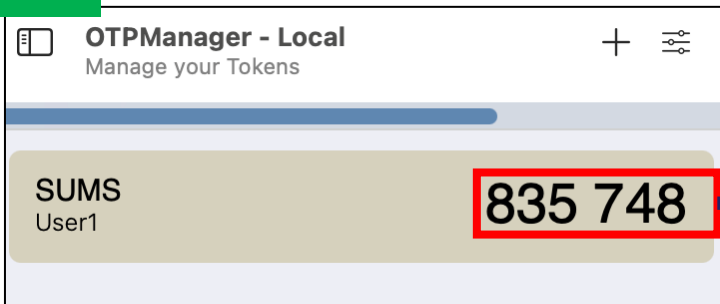 OTPManager - Local
Manage your Tokens
SUMS
User1
835 748